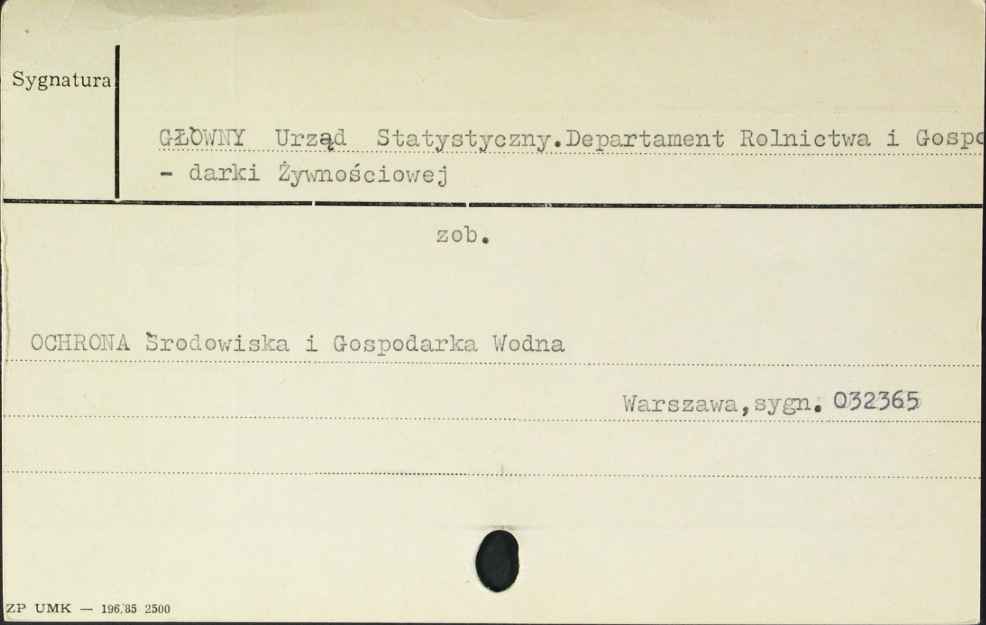 Sygnatura
GŁÓWNY Urząd Statystyczny.Departament Rolnictwa i Gospo
- darki Żywnościowej
zob.
OCHRONA Środowiska i Gospodarka Wodna
Warszawa,sygn. 032365
ZP UMK — 196/85 2500